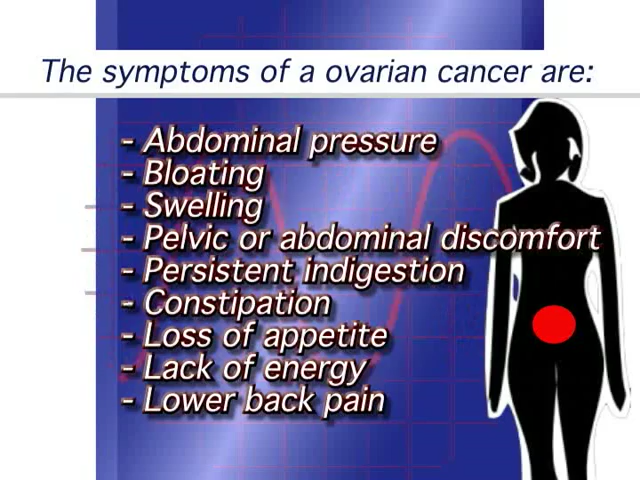 The symptoms of a ovarian cancer are:
- Abdominal pressure
- Bloating
- Swelling
- Pelvic or abdominal discomfort
- Persistent indigestion
- Constipation
- Loss of appetite
- Lack of energy
- Lower back pain